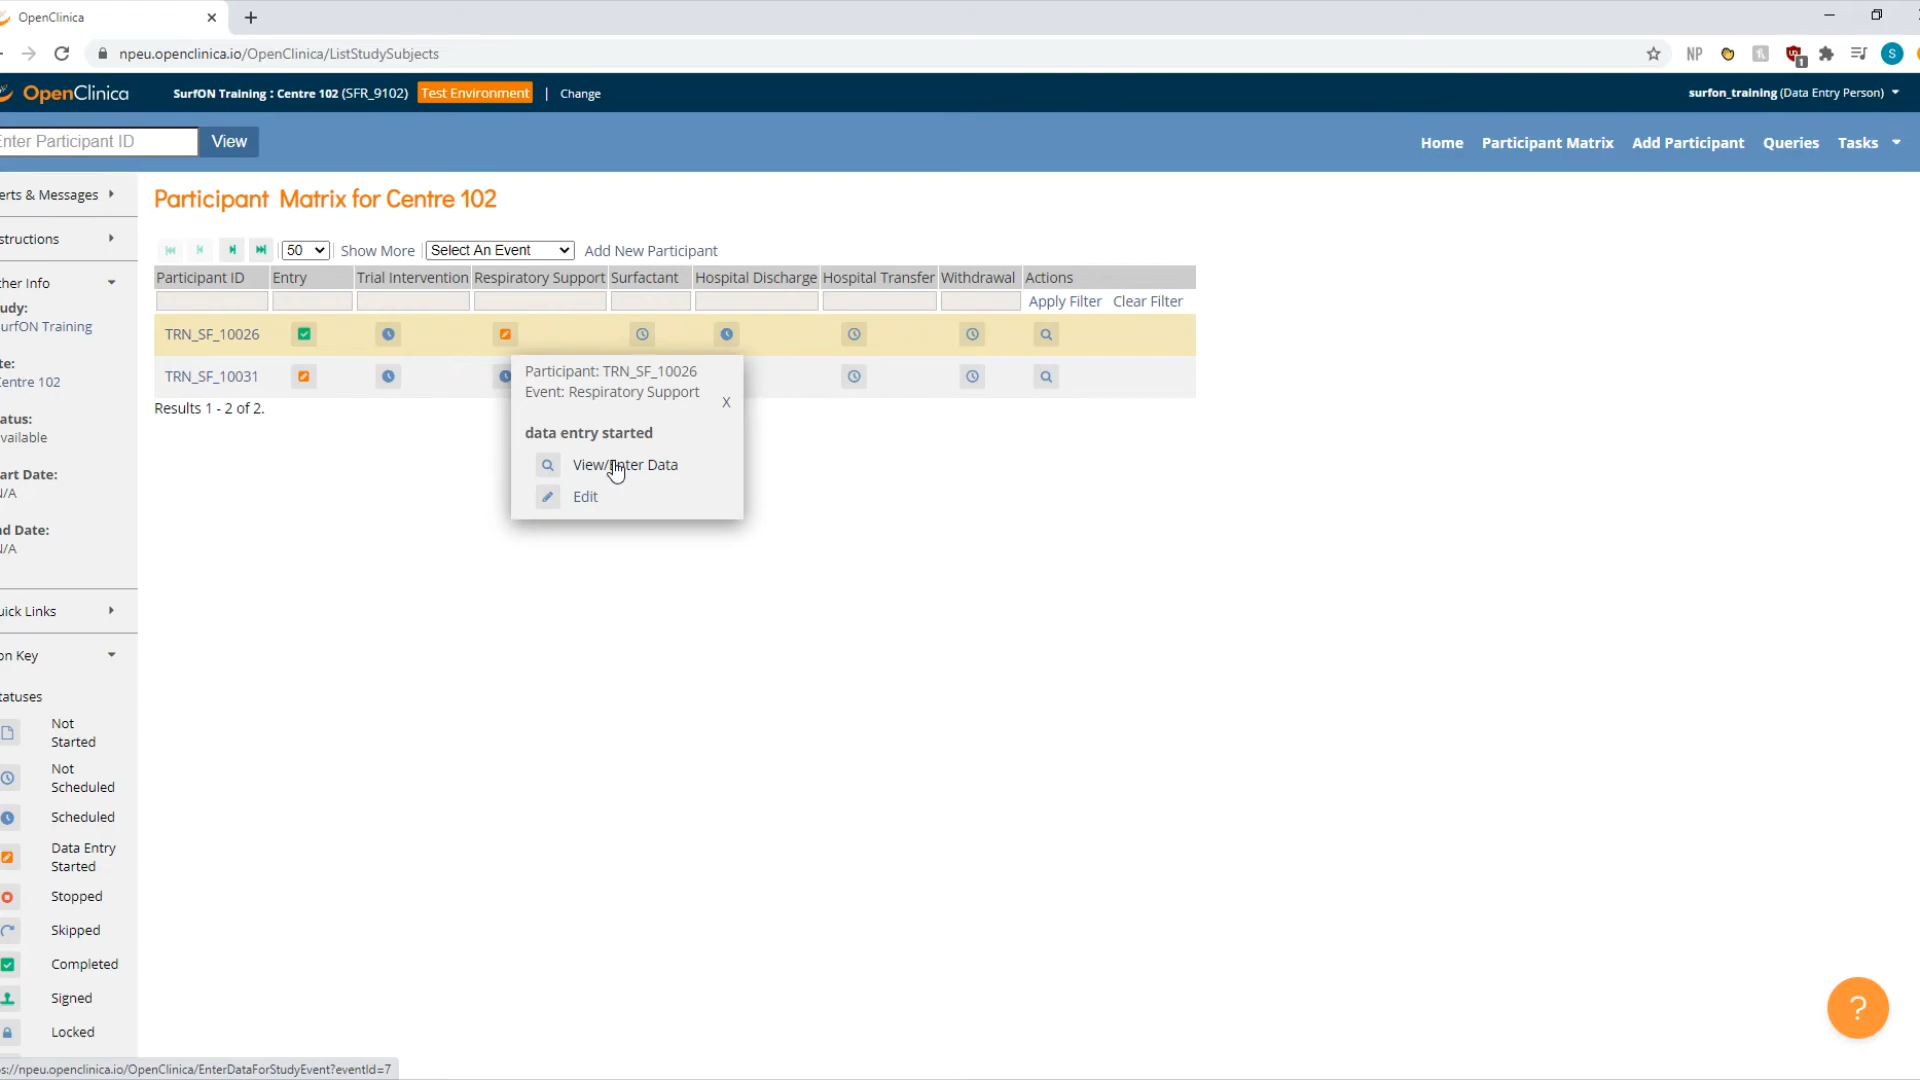 OpenClinica
npeu.openclinica.io/OpenClinica/ListStudySubjects
NP
1
S
OpenClinica
SurfON Training : Centre 102 (SFR_9102) Test Environment | Change
surfon_training (Data Entry Person)
Enter Participant ID View
Home Participant Matrix Add Participant Queries Tasks
erts & Messages
structions
her Info
udy:
urfON Training
te:
entre 102
atus:
vailable
art Date:
/A
nd Date:
/A
uick Links
on Key
tatuses
Not Started
Not Scheduled
Scheduled
Data Entry Started
Stopped
Skipped
Completed
Signed
Locked
Participant Matrix for Centre 102
50 Show More Select An Event Add New Participant
Participant ID Entry Trial Intervention Respiratory Support Surfactant Hospital Discharge Hospital Transfer Withdrawal Actions
Apply Filter Clear Filter
TRN_SF_10026
TRN_SF_10031
Results 1 - 2 of 2.
Participant: TRN_SF_10026
Event: Respiratory Support
X
data entry started
View/Enter Data
Edit
?
s://npeu.openclinica.io/OpenClinica/EnterDataForStudyEvent?eventId=7